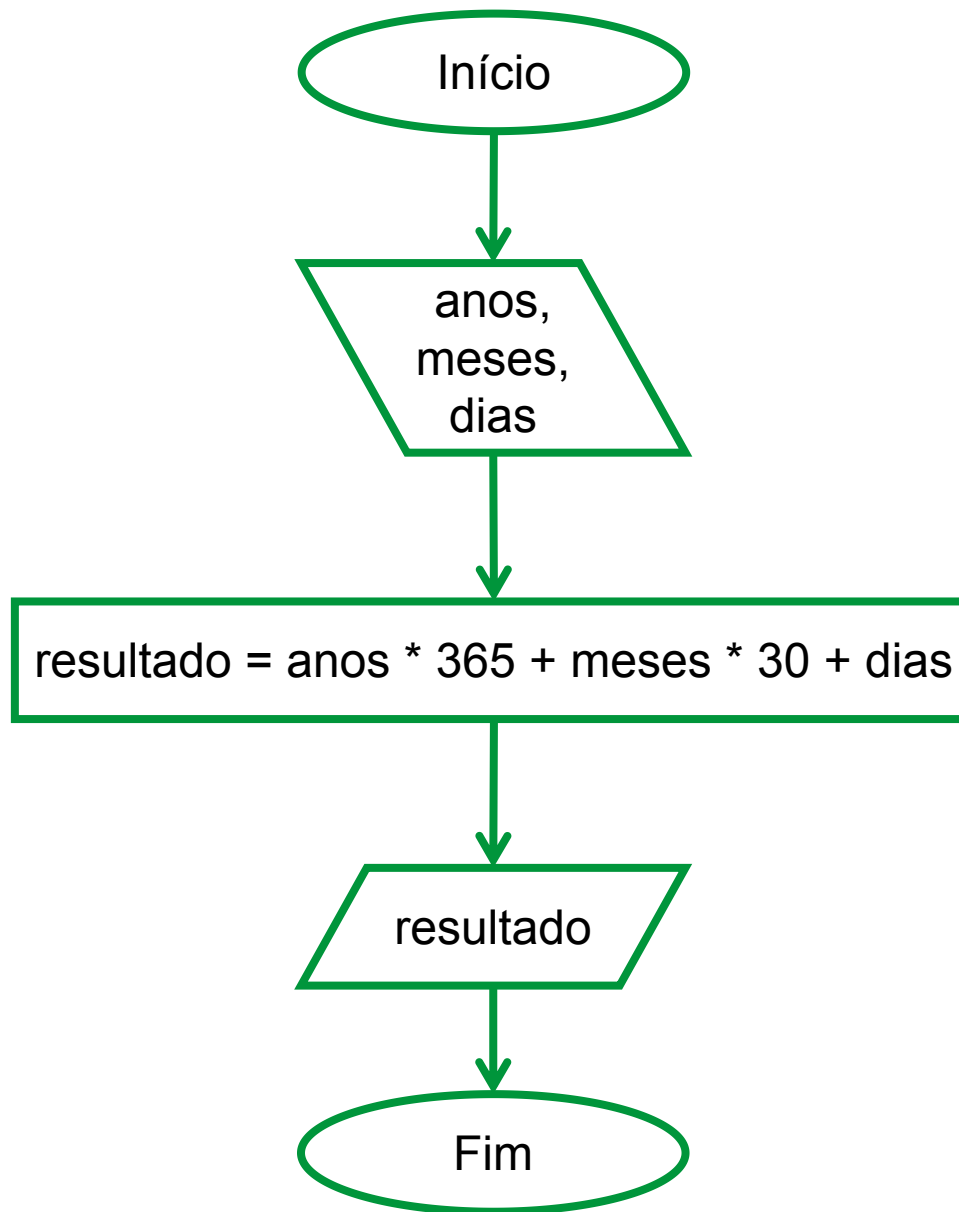 Início
anos,
meses,
dias
resultado = anos * 365 + meses * 30 + dias
resultado
Fim